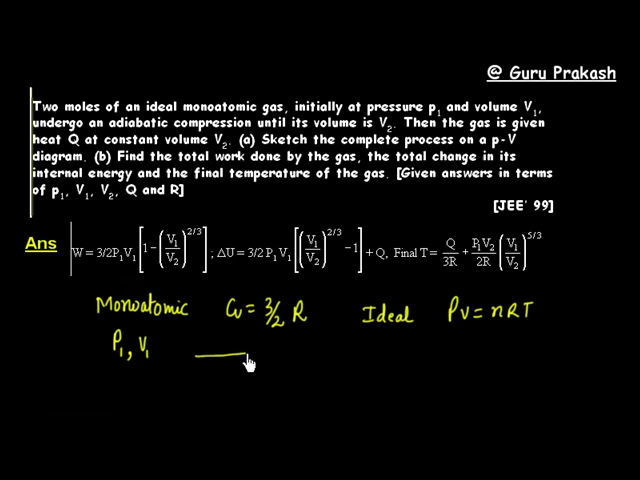 @ Guru Prakash
Two moles of an ideal monoatomic gas, initially at pressure p₁ and volume V₁,
undergo an adiabatic compression until its volume is V₂. Then the gas is given
heat Q at constant volume V₂. (a) Sketch the complete process on a p-V
diagram. (b) Find the total work done by the gas, the total change in its
internal energy and the final temperature of the gas. [Given answers in terms
of p₁, V₁, V₂, Q and R]
[JEE' 99]
Ans W = 3/2P₁V₁[1−(V₁/V₂)^2/3]; ΔU = 3/2 P₁V₁[(V₁/V₂)^2/3 −1] + Q, Final T = Q/3R + P₁V₂/2R (V₁/V₂)^5/3
Monoatomic Cv = 3/2 R Ideal PV = nRT
P₁, V₁